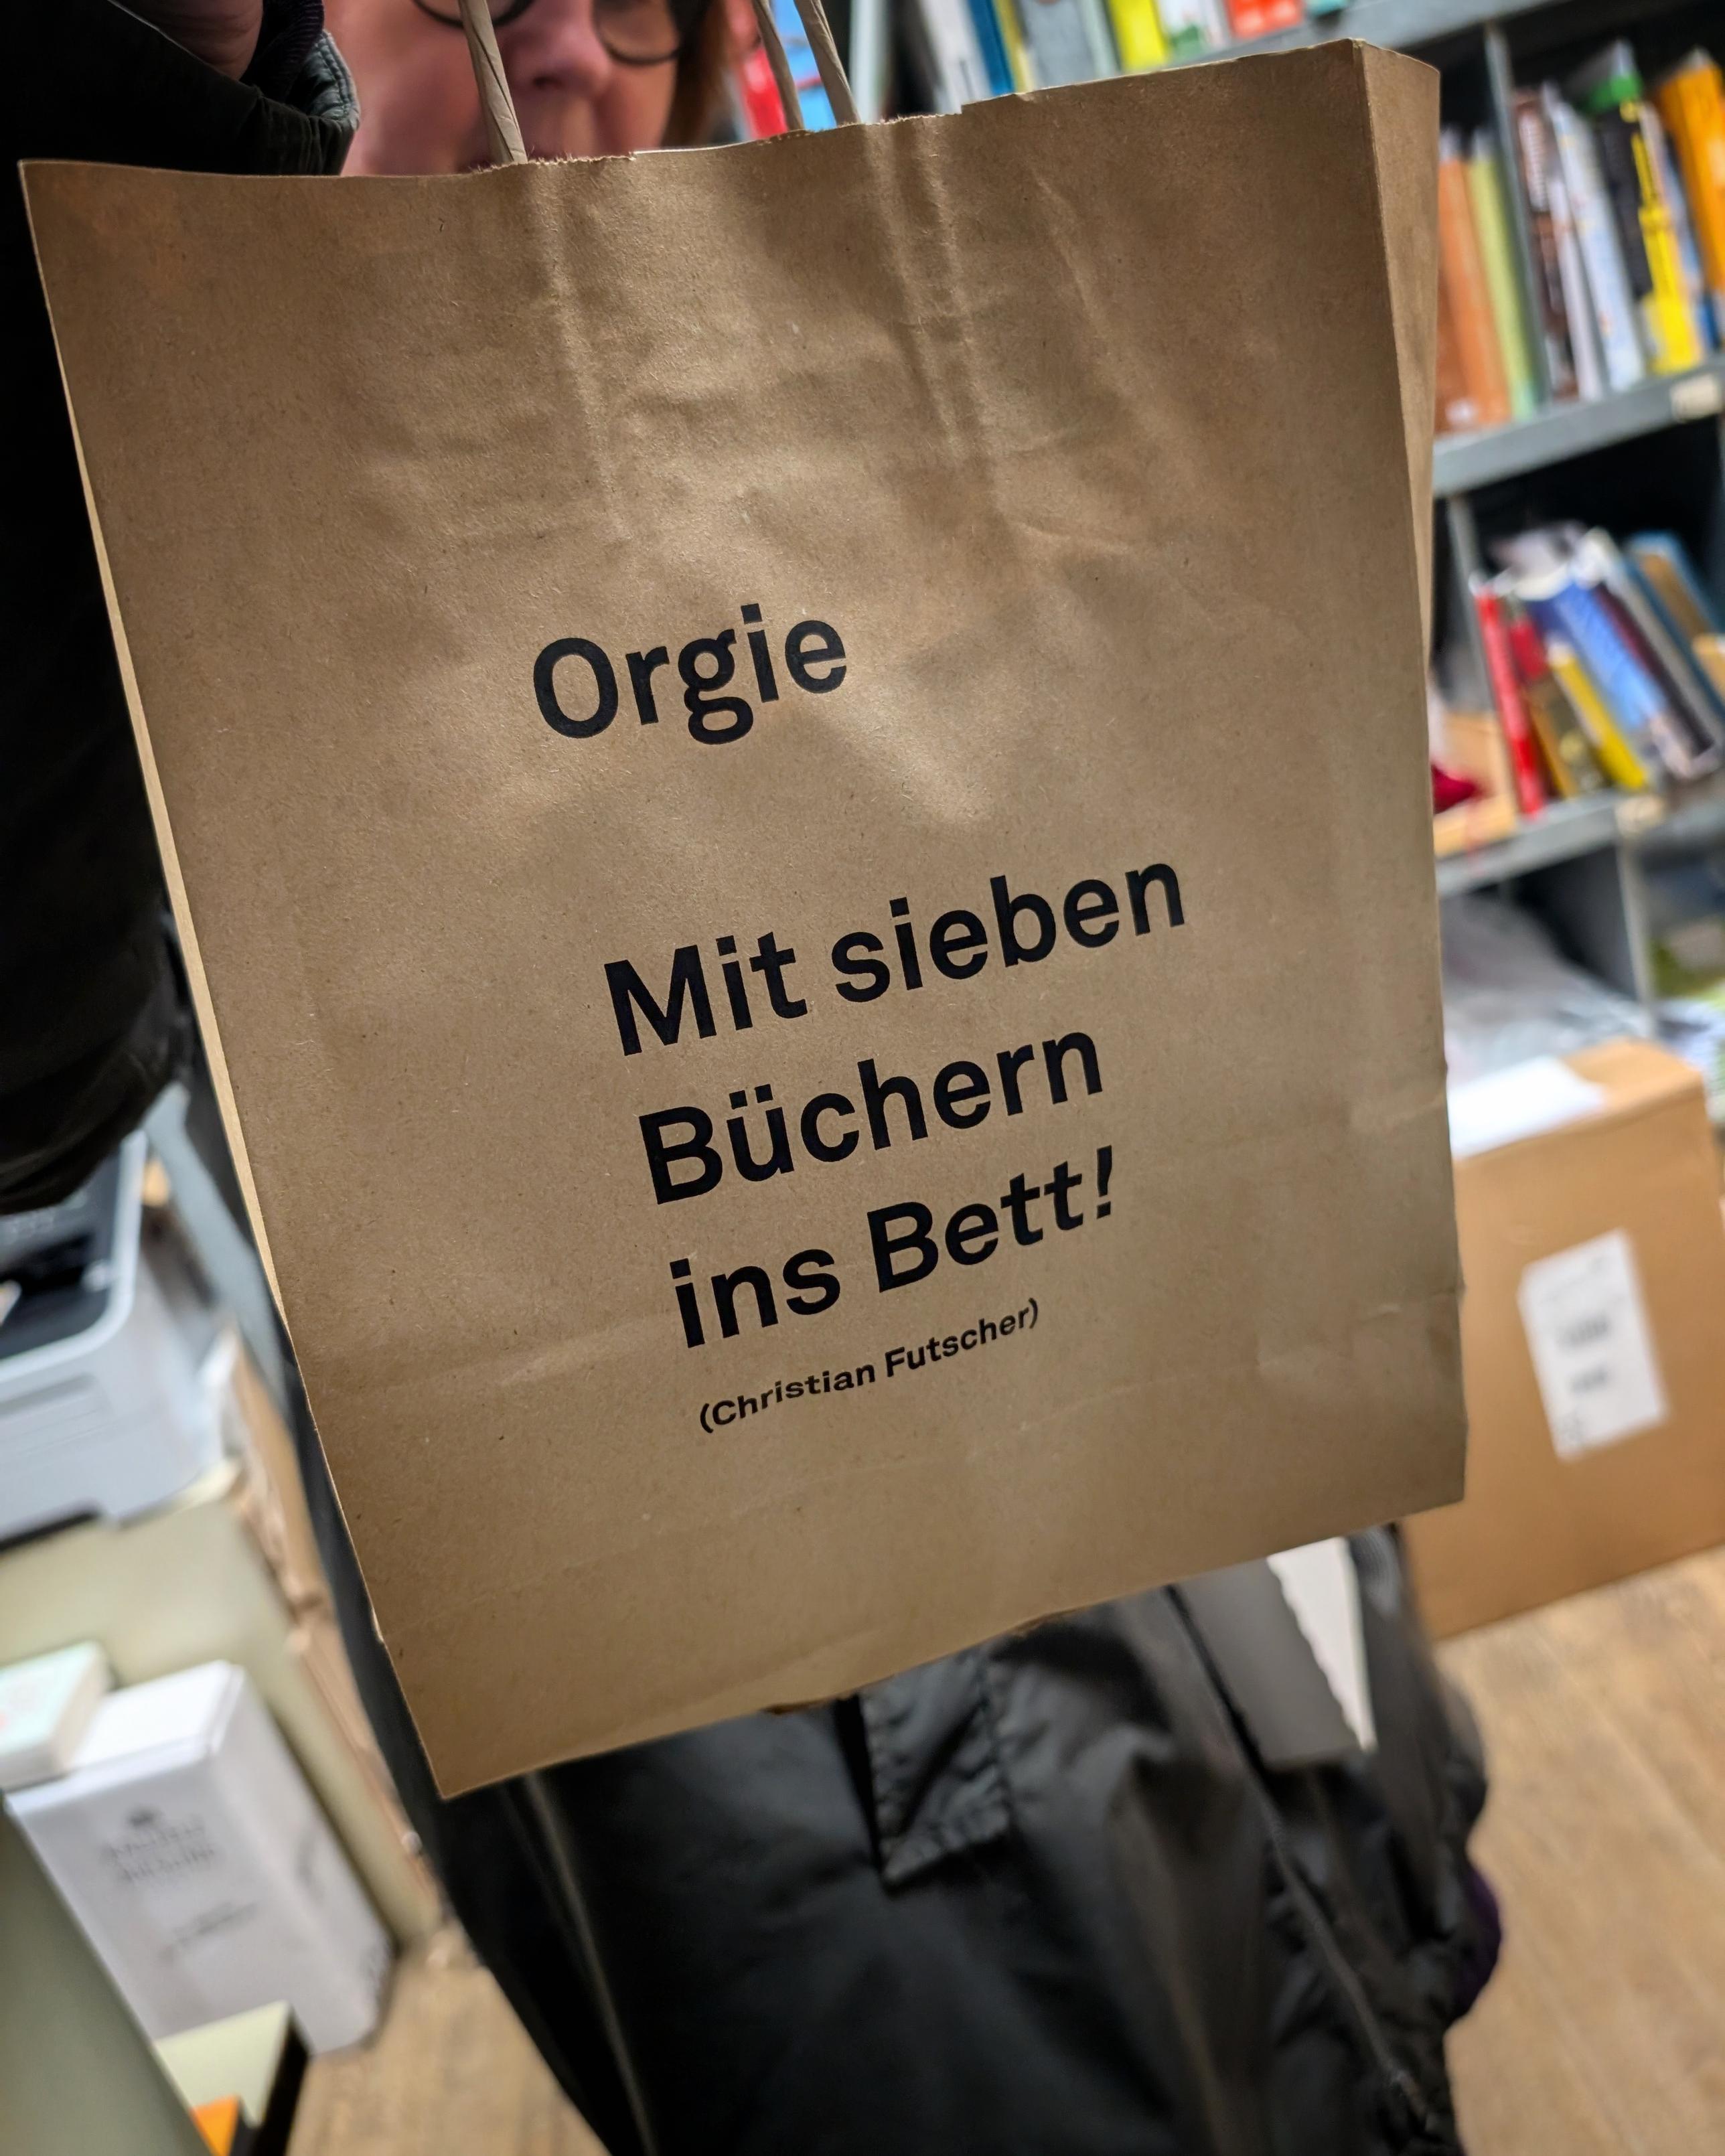 Orgie
Mit sieben
Büchern
ins Bett!
(Christian Futscher)